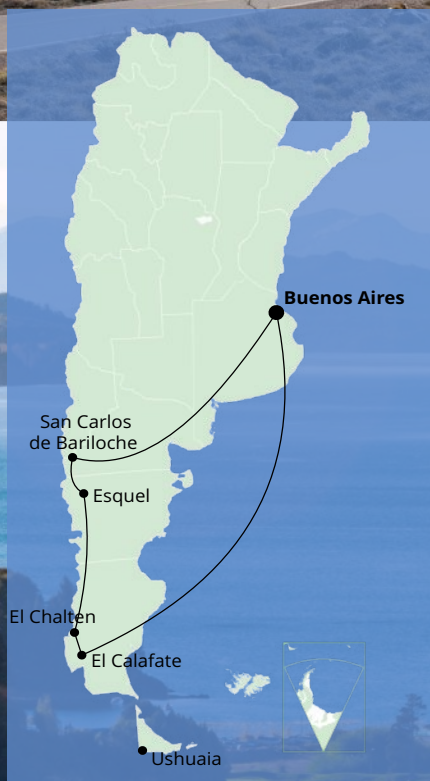 Buenos Aires
San Carlos
de Bariloche
Esquel
El Chalten
El Calafate
Ushuaia